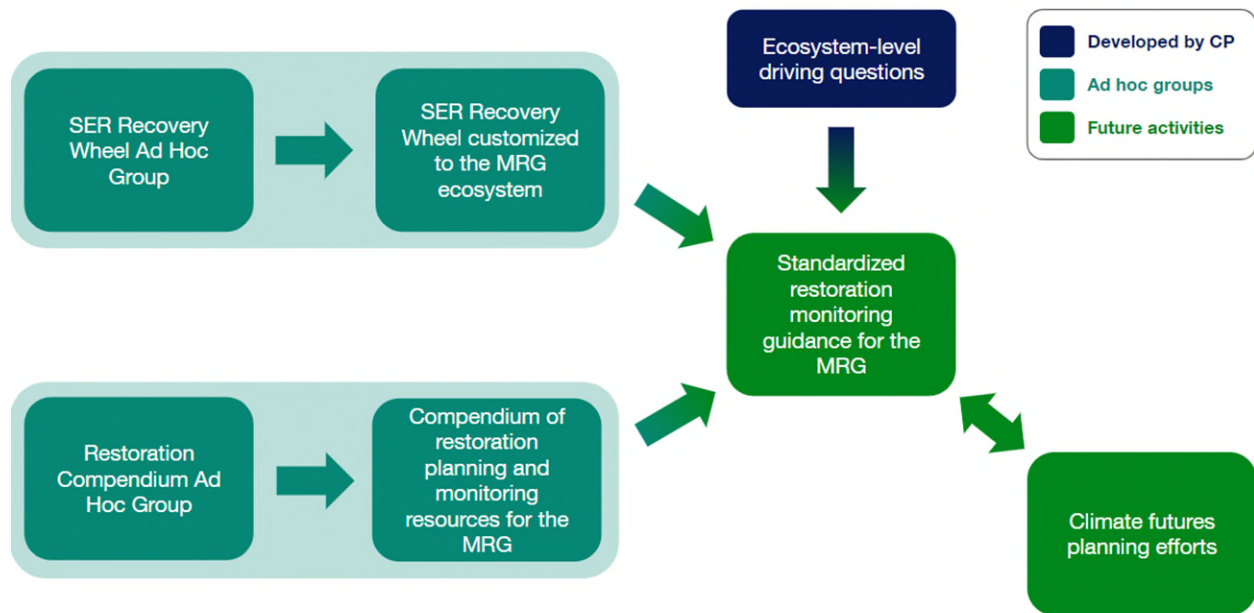 SER Recovery
Wheel Ad Hoc
Group
SER Recovery
Wheel customized
to the MRG
ecosystem
Ecosystem-level
driving questions
Developed by CP
Ad hoc groups
Future activities
Standardized
restoration
monitoring
guidance for the
MRG
Restoration
Compendium Ad
Hoc Group
Compendium of
restoration
planning and
monitoring
resources for the
MRG
Climate futures
planning efforts